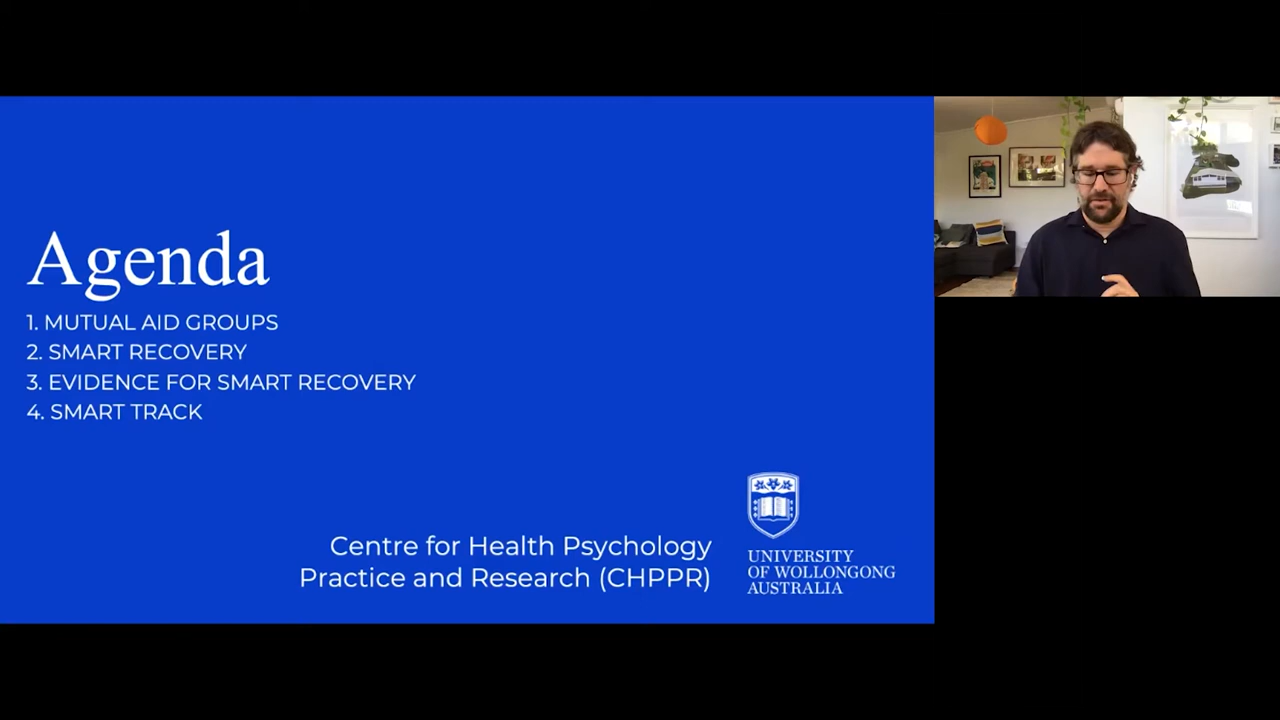 Agenda
1. MUTUAL AID GROUPS
2. SMART RECOVERY
3. EVIDENCE FOR SMART RECOVERY
4. SMART TRACK
Centre for Health Psychology
Practice and Research (CHPPR)
UNIVERSITY
OF WOLLONGONG
AUSTRALIA